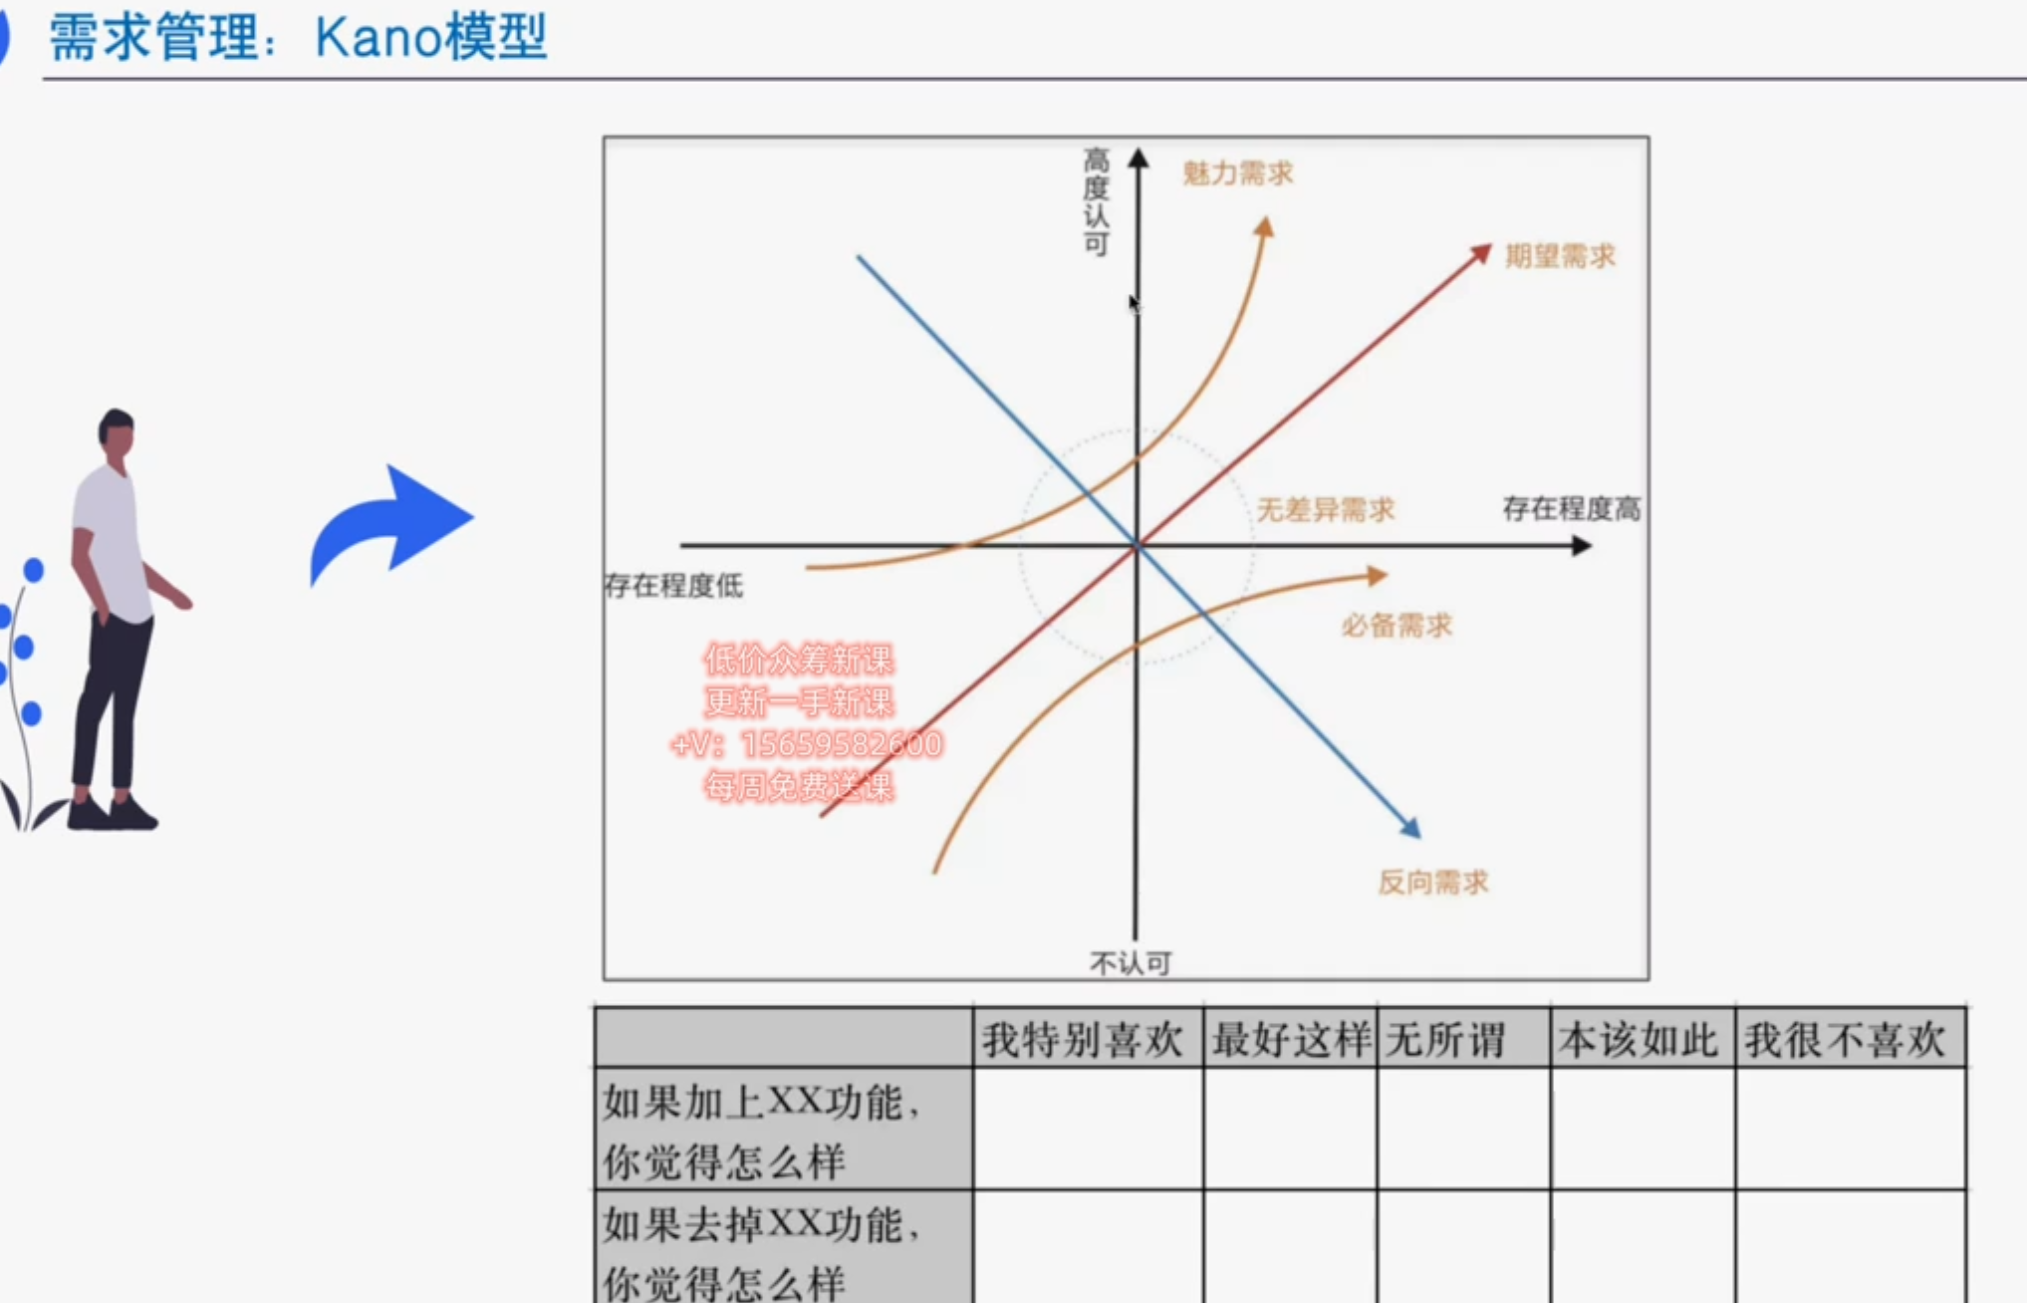 需求管理：Kano模型
高度认可
魅力需求
期望需求
无差异需求
存在程度高
存在程度低
必备需求
低价众筹新课
更新一手新课
+V：15659582600
每周免费送课
反向需求
不认可
我特别喜欢 最好这样 无所谓 本该如此 我很不喜欢
如果加上XX功能，
你觉得怎么样
如果去掉XX功能，
你觉得怎么样